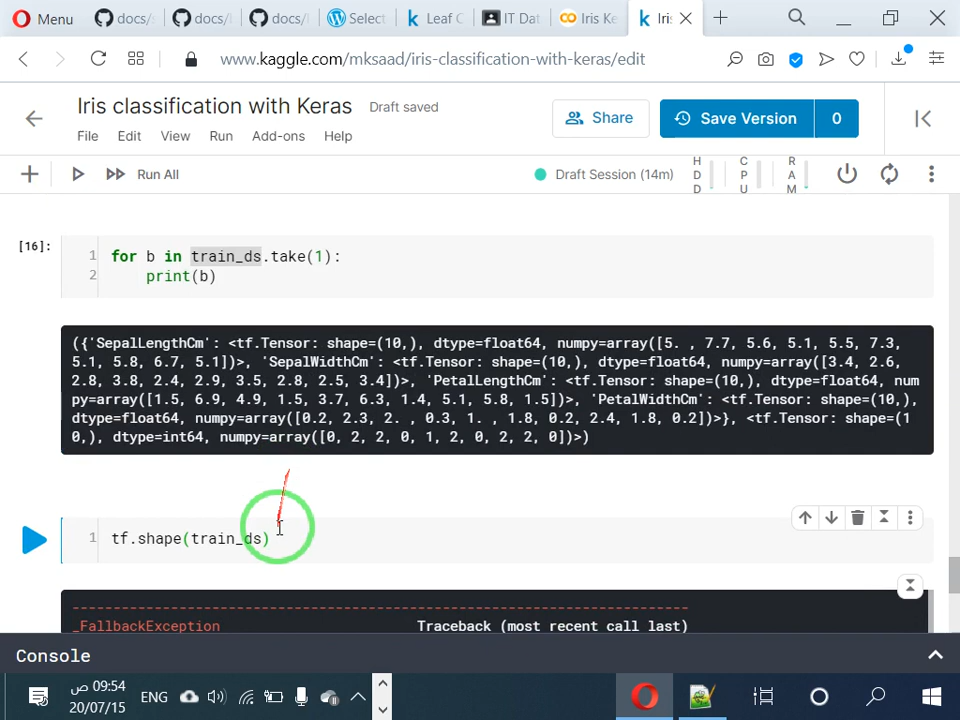 Menu
docs/:
docs/l
docs/l
Select
Leaf C
IT Dat
Iris Ke
Iris
www.kaggle.com/mksaad/iris-classification-with-keras/edit
Iris classification with Keras
Draft saved
File Edit View Run Add-ons Help
Share
Save Version 0
Run All
Draft Session (14m)
HDD
CPU
RAM
[16]:
1 for b in train_ds.take(1):
2 print(b)
({'SepalLengthCm': <tf.Tensor: shape=(10,), dtype=float64, numpy=array([5. , 7.7, 5.6, 5.1, 5.5, 7.3,
5.1, 5.8, 6.7, 5.1])>, 'SepalWidthCm': <tf.Tensor: shape=(10,), dtype=float64, numpy=array([3.4, 2.6,
2.8, 3.8, 2.4, 2.9, 3.5, 2.8, 2.5, 3.4])>, 'PetalLengthCm': <tf.Tensor: shape=(10,), dtype=float64, num
py=array([1.5, 6.9, 4.9, 1.5, 3.7, 6.3, 1.4, 5.1, 5.8, 1.5])>, 'PetalWidthCm': <tf.Tensor: shape=(10,),
dtype=float64, numpy=array([0.2, 2.3, 2. , 0.3, 1. , 1.8, 0.2, 2.4, 1.8, 0.2])>}, <tf.Tensor: shape=(1
0,), dtype=int64, numpy=array([0, 2, 2, 0, 1, 2, 0, 2, 2, 0])>)
1 tf.shape(train_ds)
---------------------------------------------------------------------------
_FallbackException Traceback (most recent call last)
Console
09:54 ص
20/07/15
ENG